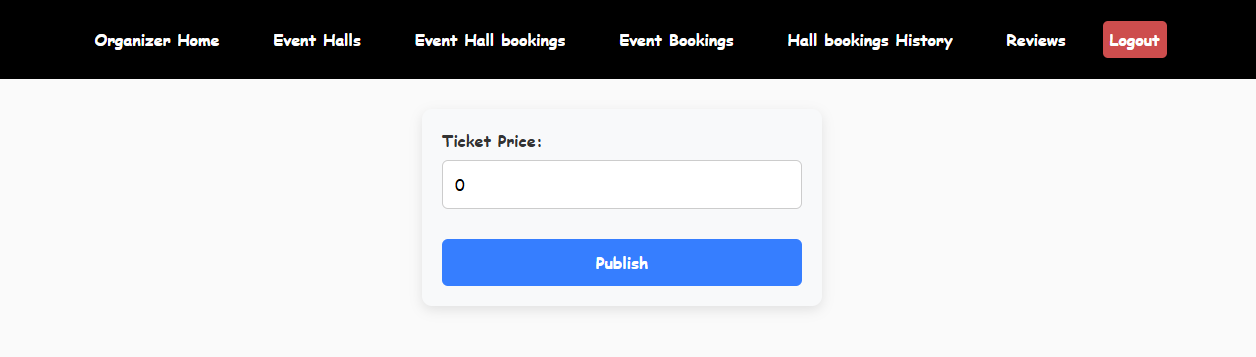 Organizer Home Event Halls Event Hall bookings Event Bookings Hall bookings History Reviews Logout
Ticket Price:
0
Publish